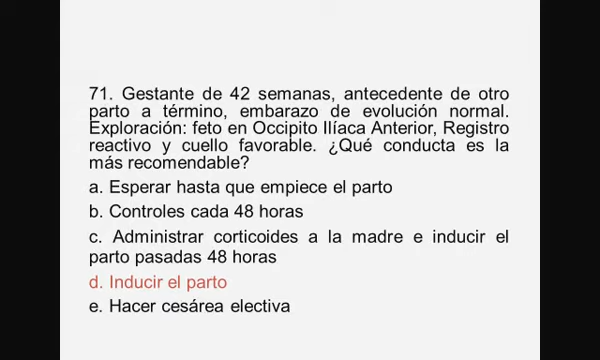 71. Gestante de 42 semanas, antecedente de otro
parto a término, embarazo de evolución normal.
Exploración: feto en Occipito Ilíaca Anterior, Registro
reactivo y cuello favorable. ¿Qué conducta es la
más recomendable?
a. Esperar hasta que empiece el parto
b. Controles cada 48 horas
c. Administrar corticoides a la madre e inducir el
parto pasadas 48 horas
d. Inducir el parto
e. Hacer cesárea electiva